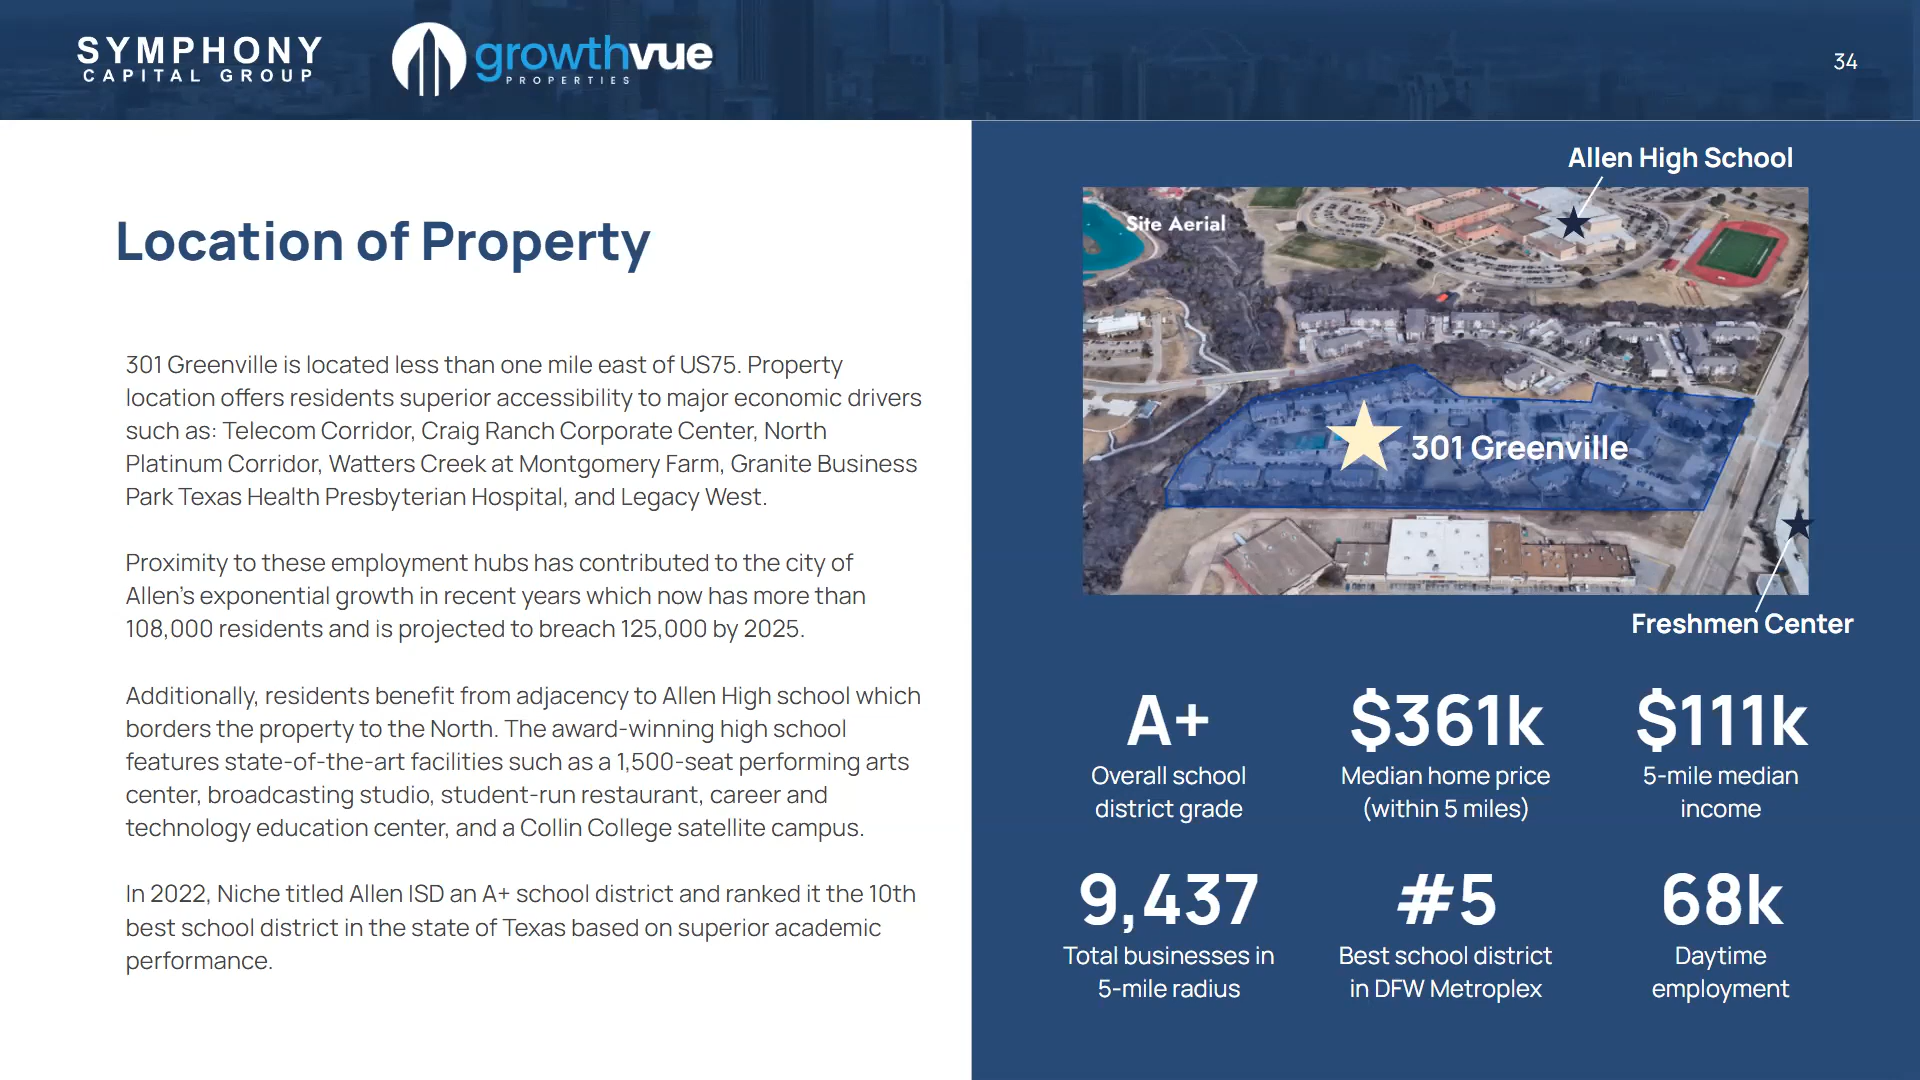 SYMPHONY
CAPITAL GROUP
growthvue
PROPERTIES
34
Location of Property
301 Greenville is located less than one mile east of US75. Property
location offers residents superior accessibility to major economic drivers
such as: Telecom Corridor, Craig Ranch Corporate Center, North
Platinum Corridor, Watters Creek at Montgomery Farm, Granite Business
Park Texas Health Presbyterian Hospital, and Legacy West.
Proximity to these employment hubs has contributed to the city of
Allen's exponential growth in recent years which now has more than
108,000 residents and is projected to breach 125,000 by 2025.
Additionally, residents benefit from adjacency to Allen High school which
borders the property to the North. The award-winning high school
features state-of-the-art facilities such as a 1,500-seat performing arts
center, broadcasting studio, student-run restaurant, career and
technology education center, and a Collin College satellite campus.
In 2022, Niche titled Allen ISD an A+ school district and ranked it the 10th
best school district in the state of Texas based on superior academic
performance.
Allen High School
Site Aerial
301 Greenville
Freshmen Center
A+
Overall school
district grade
$361k
Median home price
(within 5 miles)
$111k
5-mile median
income
9,437
Total businesses in
5-mile radius
#5
Best school district
in DFW Metroplex
68k
Daytime
employment